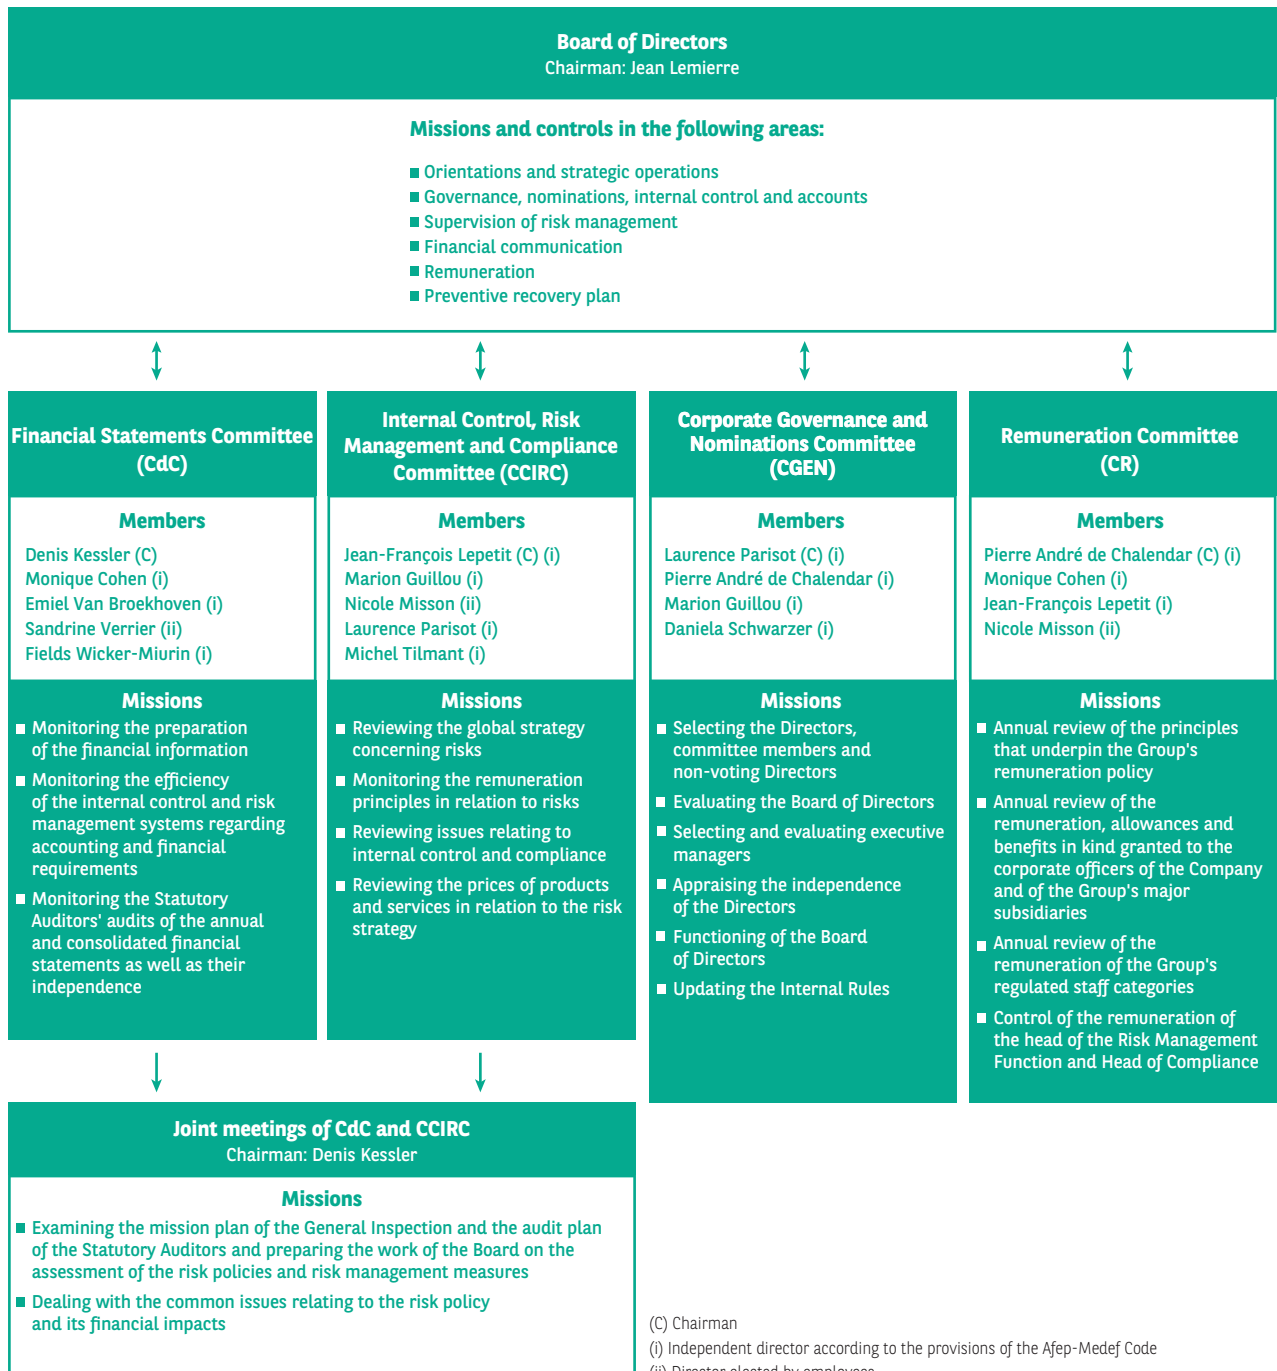 Board of Directors
Chairman: Jean Lemierre
Missions and controls in the following areas:
Orientations and strategic operations
Governance, nominations, internal control and accounts
Supervision of risk management
Financial communication
Remuneration
Preventive recovery plan
Financial Statements Committee
(CdC)
Members
Denis Kessler (C)
Monique Cohen (i)
Emiel Van Broekhoven (i)
Sandrine Verrier (ii)
Fields Wicker-Miurin (i)
Missions
Monitoring the preparation
of the financial information
Monitoring the efficiency
of the internal control and risk
management systems regarding
accounting and financial
requirements
Monitoring the Statutory
Auditors' audits of the annual
and consolidated financial
statements as well as their
independence
Internal Control, Risk
Management and Compliance
Committee (CCIRC)
Members
Jean-François Lepetit (C) (i)
Marion Guillou (i)
Nicole Misson (ii)
Laurence Parisot (i)
Michel Tilmant (i)
Missions
Reviewing the global strategy
concerning risks
Monitoring the remuneration
principles in relation to risks
Reviewing issues relating to
internal control and compliance
Reviewing the prices of products
and services in relation to the risk
strategy
Corporate Governance and
Nominations Committee
(CGEN)
Members
Laurence Parisot (C) (i)
Pierre André de Chalendar (i)
Marion Guillou (i)
Daniela Schwarzer (i)
Missions
Selecting the Directors,
committee members and
non-voting Directors
Evaluating the Board of Directors
Selecting and evaluating executive
managers
Appraising the independence
of the Directors
Functioning of the Board
of Directors
Updating the Internal Rules
Remuneration Committee
(CR)
Members
Pierre André de Chalendar (C) (i)
Monique Cohen (i)
Jean-François Lepetit (i)
Nicole Misson (ii)
Missions
Annual review of the principles
that underpin the Group's
remuneration policy
Annual review of the
remuneration, allowances and
benefits in kind granted to the
corporate officers of the Company
and of the Group's major
subsidiaries
Annual review of the
remuneration of the Group's
regulated staff categories
Control of the remuneration of
the head of the Risk Management
Function and Head of Compliance
Joint meetings of CdC and CCIRC
Chairman: Denis Kessler
Missions
Examining the mission plan of the General Inspection and the audit plan
of the Statutory Auditors and preparing the work of the Board on the
assessment of the risk policies and risk management measures
Dealing with the common issues relating to the risk policy
and its financial impacts
(C) Chairman
(i) Independent director according to the provisions of the Afep-Medef Code
(ii) Director elected by employees